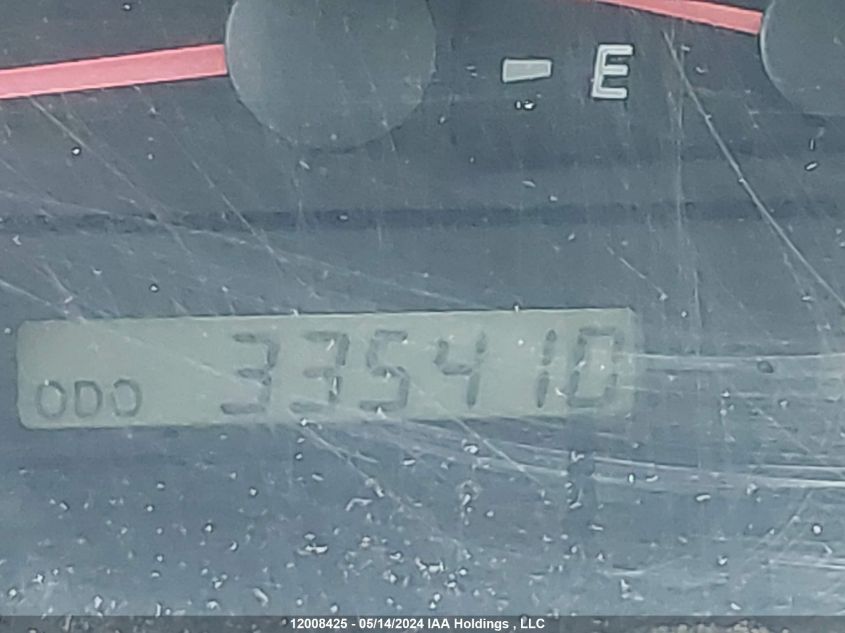 E
ODO 335410
12008425 - 05/14/2024 IAA Holdings , LLC